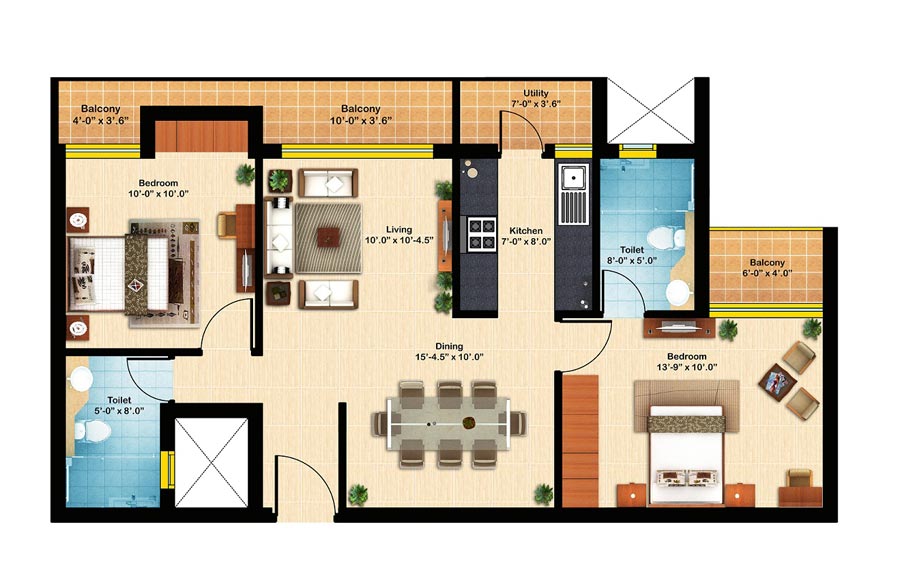 Balcony
4'-0" x 3'.6"
Balcony
10'-0" x 3'.6"
Utility
7'-0" x 3'.6"
Bedroom
10'-0" x 10'.0"
Living
10'.0" x 10'-4.5"
Kitchen
7'-0" x 8'.0"
Toilet
8'-0" x 5'.0"
Balcony
6'-0" x 4'.0"
Dining
15'-4.5" x 10'.0"
Bedroom
13'-9" x 10'.0"
Toilet
5'-0" x 8'.0"